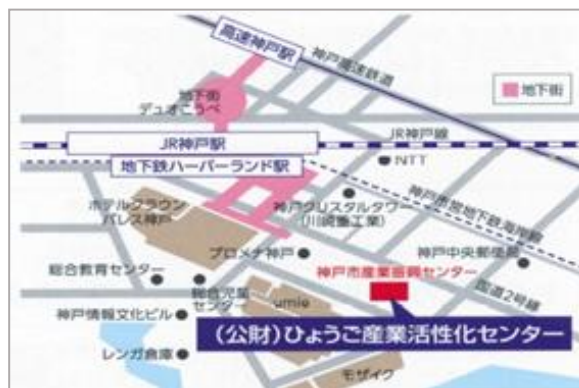 高速神戸駅
神戸高速鉄道
地下街
デュオこうべ
地下街
JR神戸駅
JR神戸線
地下鉄ハーバーランド駅
NTT
神戸市営地下鉄海岸線
ホテルクラウン
パレス神戸
神戸クリスタルタワー
(川崎重工業)
プロメナ神戸
神戸中央郵便局
総合教育センター
神戸市産業振興センター
総合児童
センター
umie
国道2号線
神戸情報文化ビル
(公財)ひょうご産業活性化センター
レンガ倉庫
モザイク